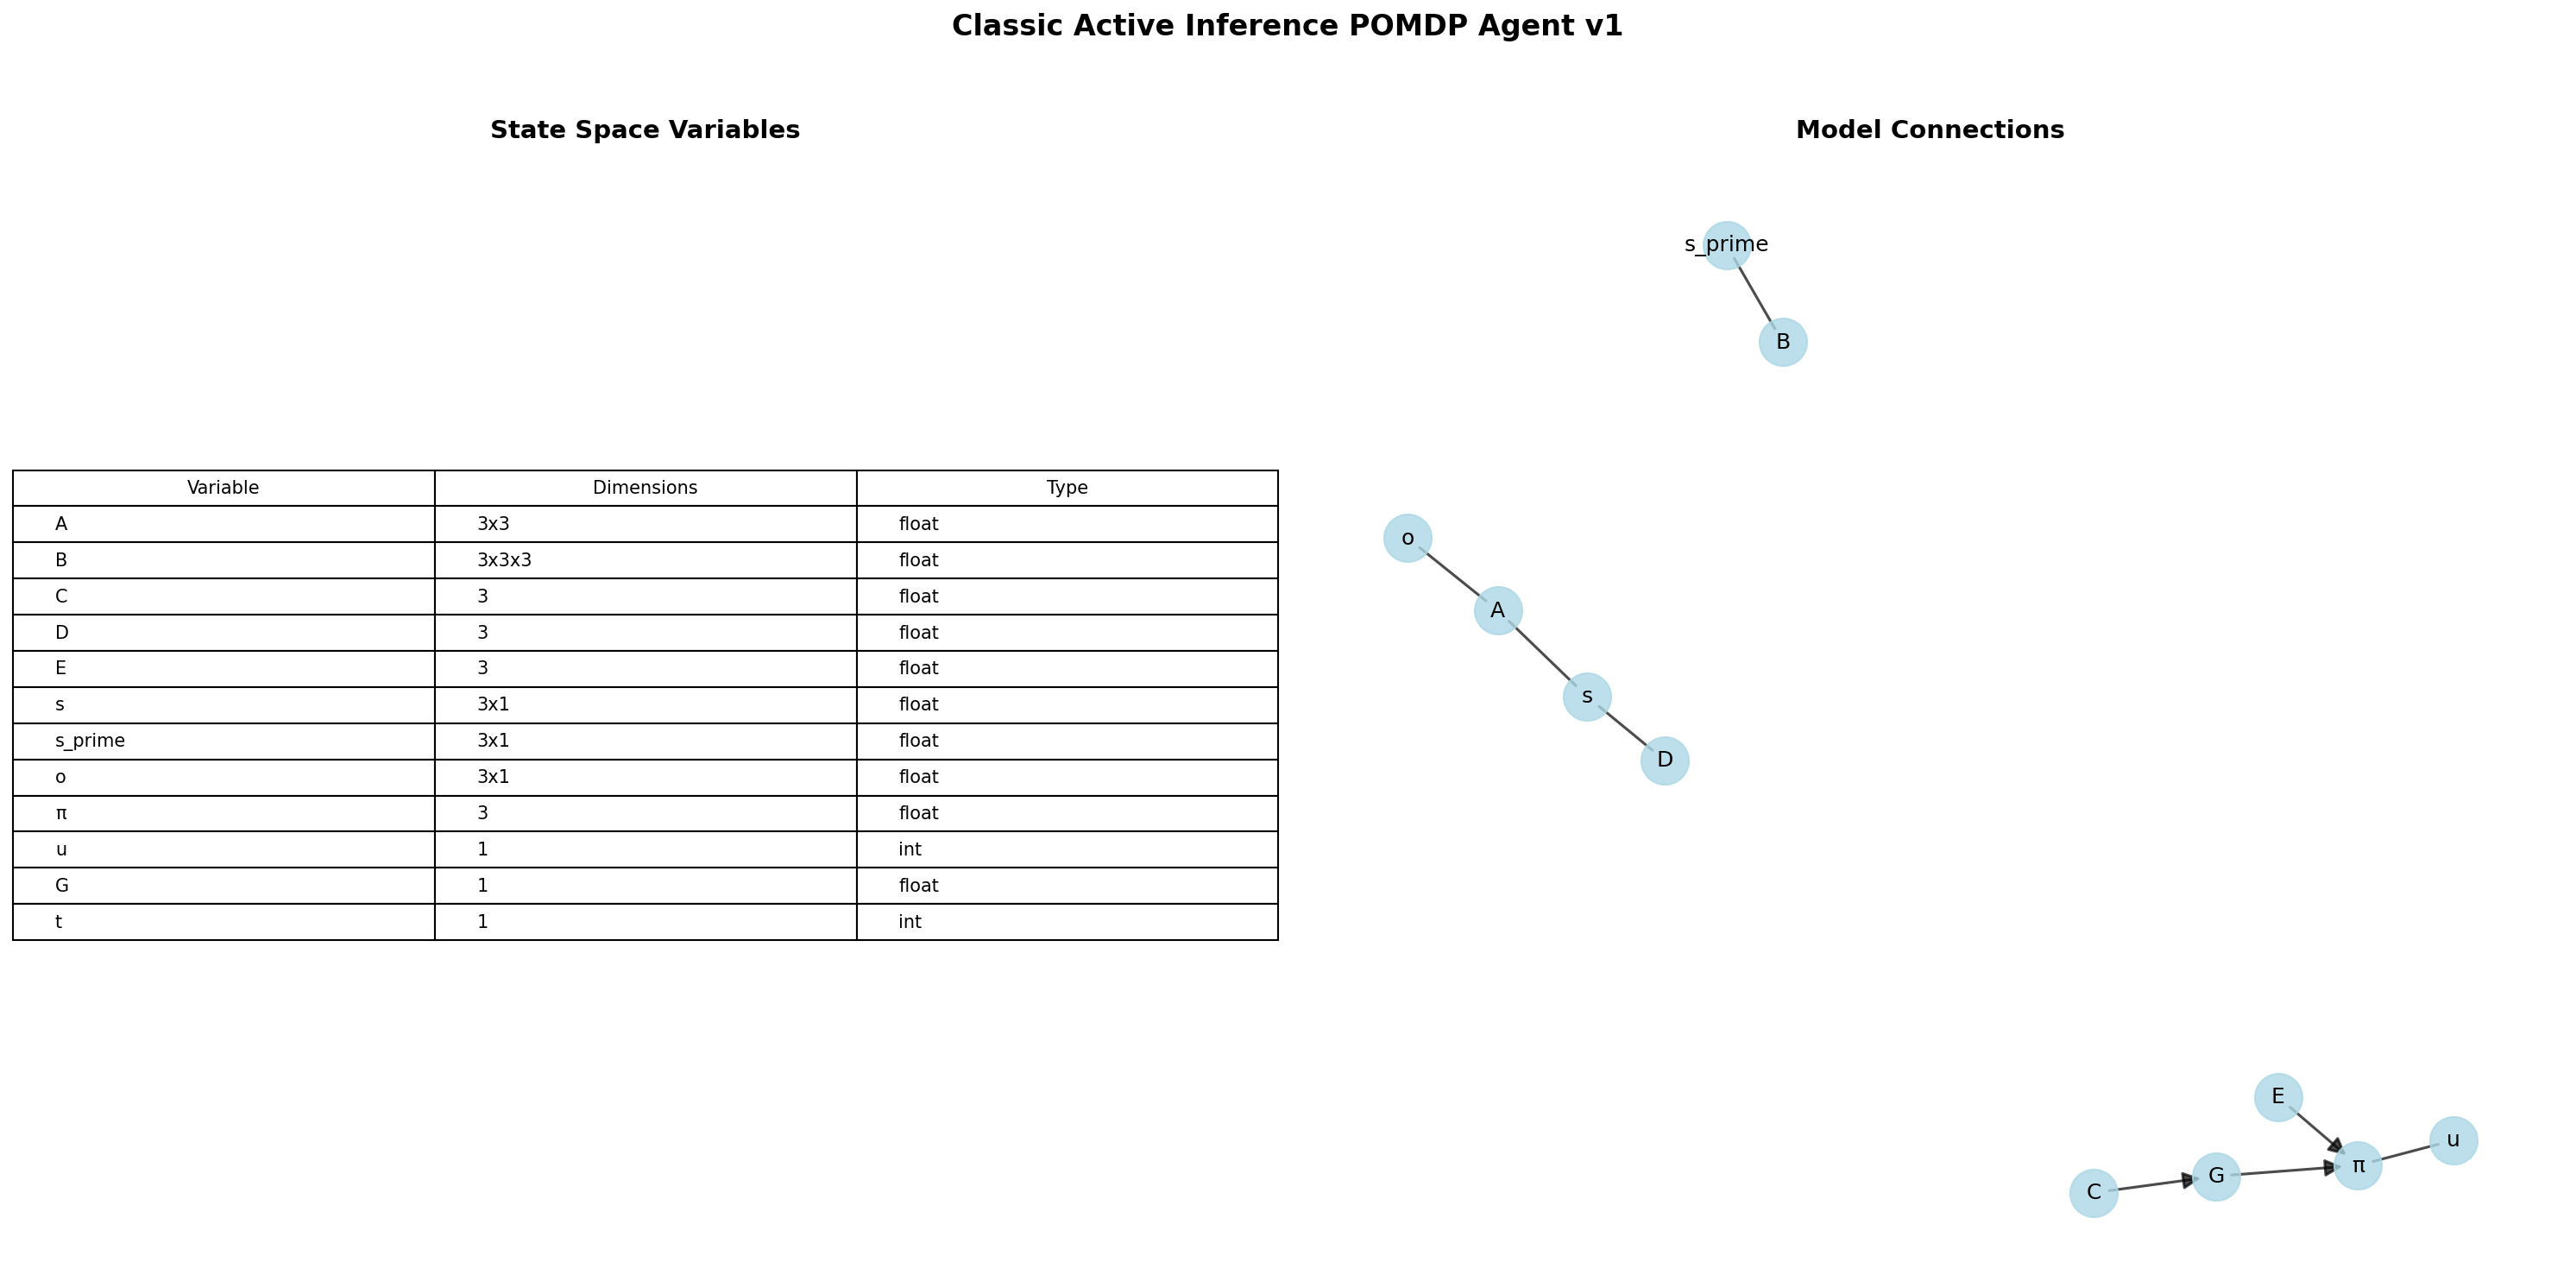 Classic Active Inference POMDP Agent v1
State Space Variables
Variable Dimensions Type
A 3x3 float
B 3x3x3 float
C 3 float
D 3 float
E 3 float
s 3x1 float
s_prime 3x1 float
o 3x1 float
π 3 float
u 1 int
G 1 float
t 1 int
Model Connections
s_prime
B
o
A
s
D
E
u
π
G
C